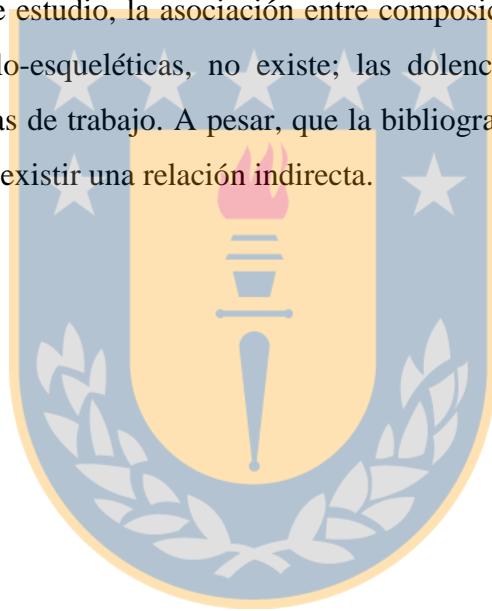 e estudio, la asociación entre composic
lo-esqueléticas, no existe; las dolenc
as de trabajo. A pesar, que la bibliogra
existir una relación indirecta.